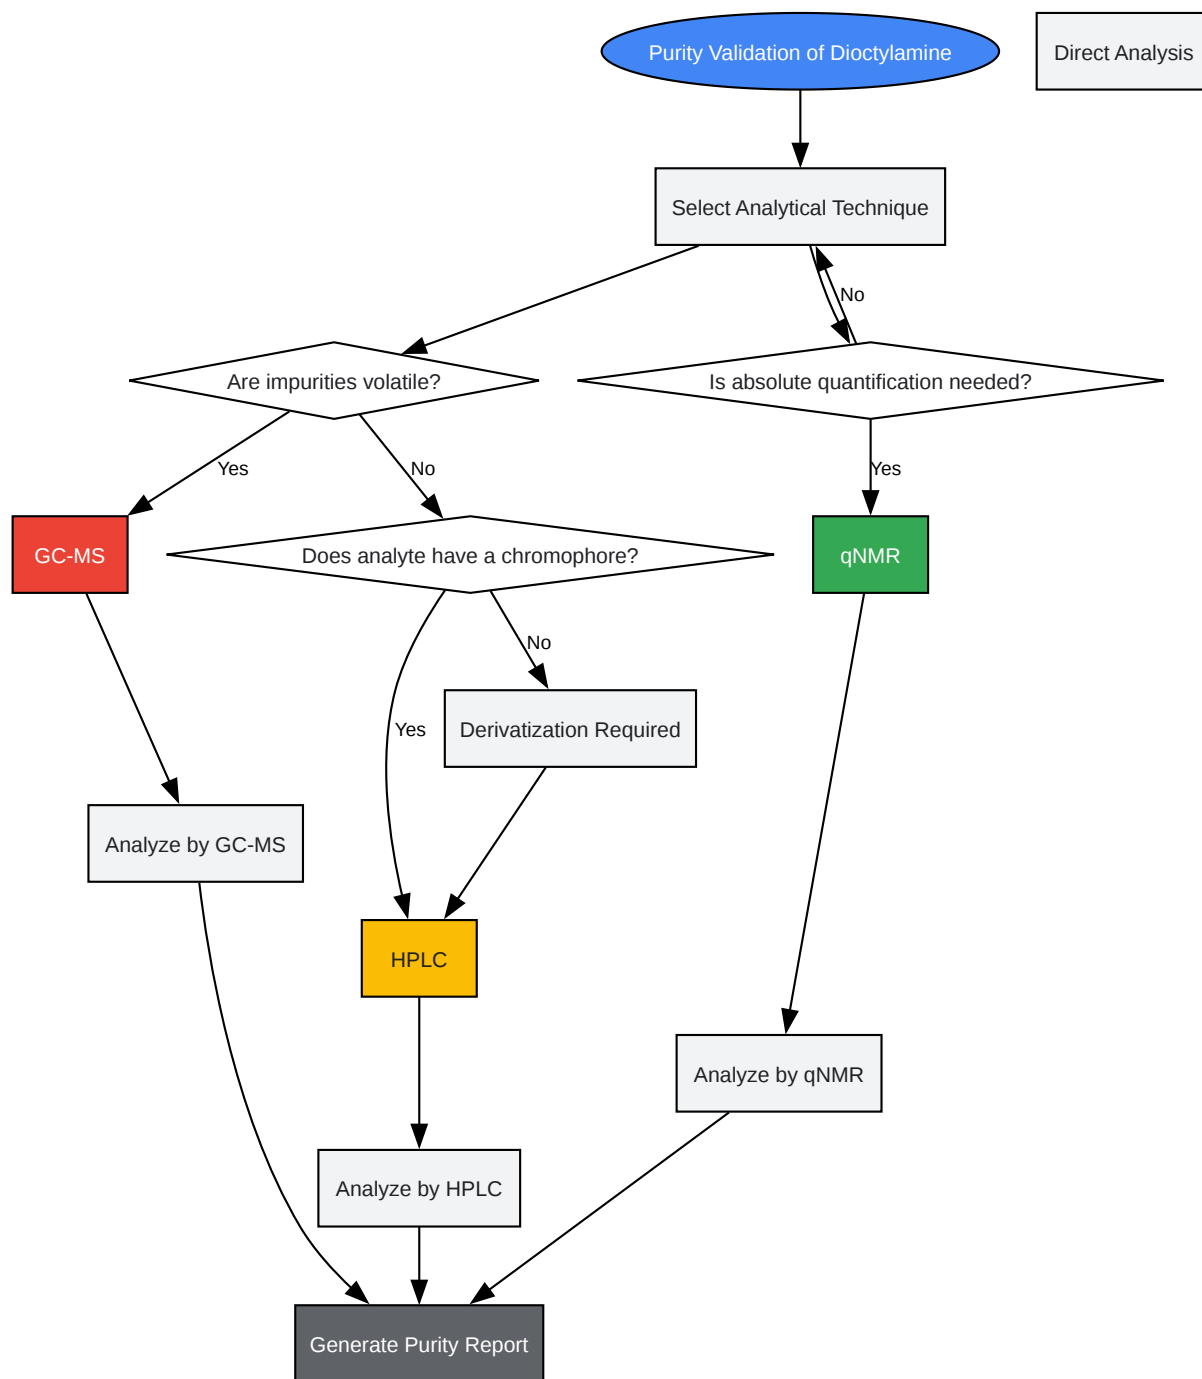 Purity Validation of Dioctylamine
Direct Analysis
Select Analytical Technique
No
Are impurities volatile?
Is absolute quantification needed?
Yes
No
Yes
GC-MS
Does analyte have a chromophore?
qNMR
No
Yes
Derivatization Required
Analyze by GC-MS
HPLC
Analyze by qNMR
Analyze by HPLC
Generate Purity Report